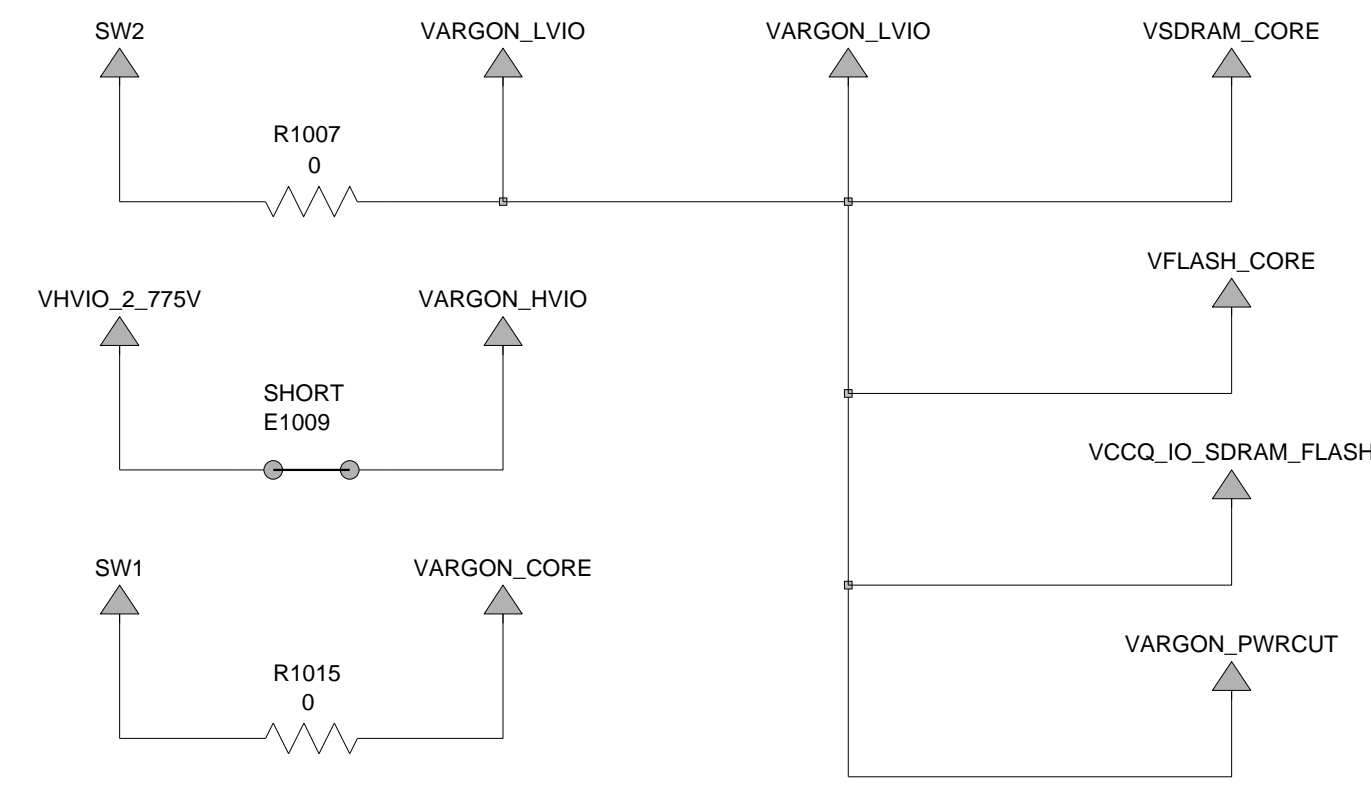 SW2
VARGON_LVIO
VARGON_LVIO
VSDRAM_CORE
R1007
0
VFLASH_CORE
VHVIO_2_775V
VARGON_HVIO
SHORT
E1009
VCCQ_IO_SDRAM_FLASH
SW1
VARGON_CORE
VARGON_PWRCUT
R1015
0